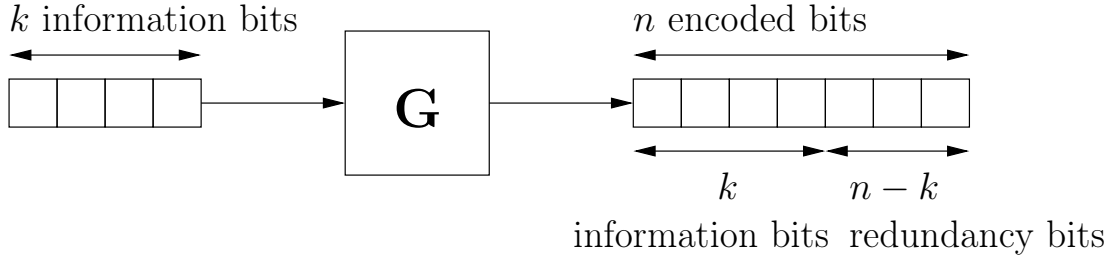 k information bits
n encoded bits
G
k
n − k
information bits
redundancy bits